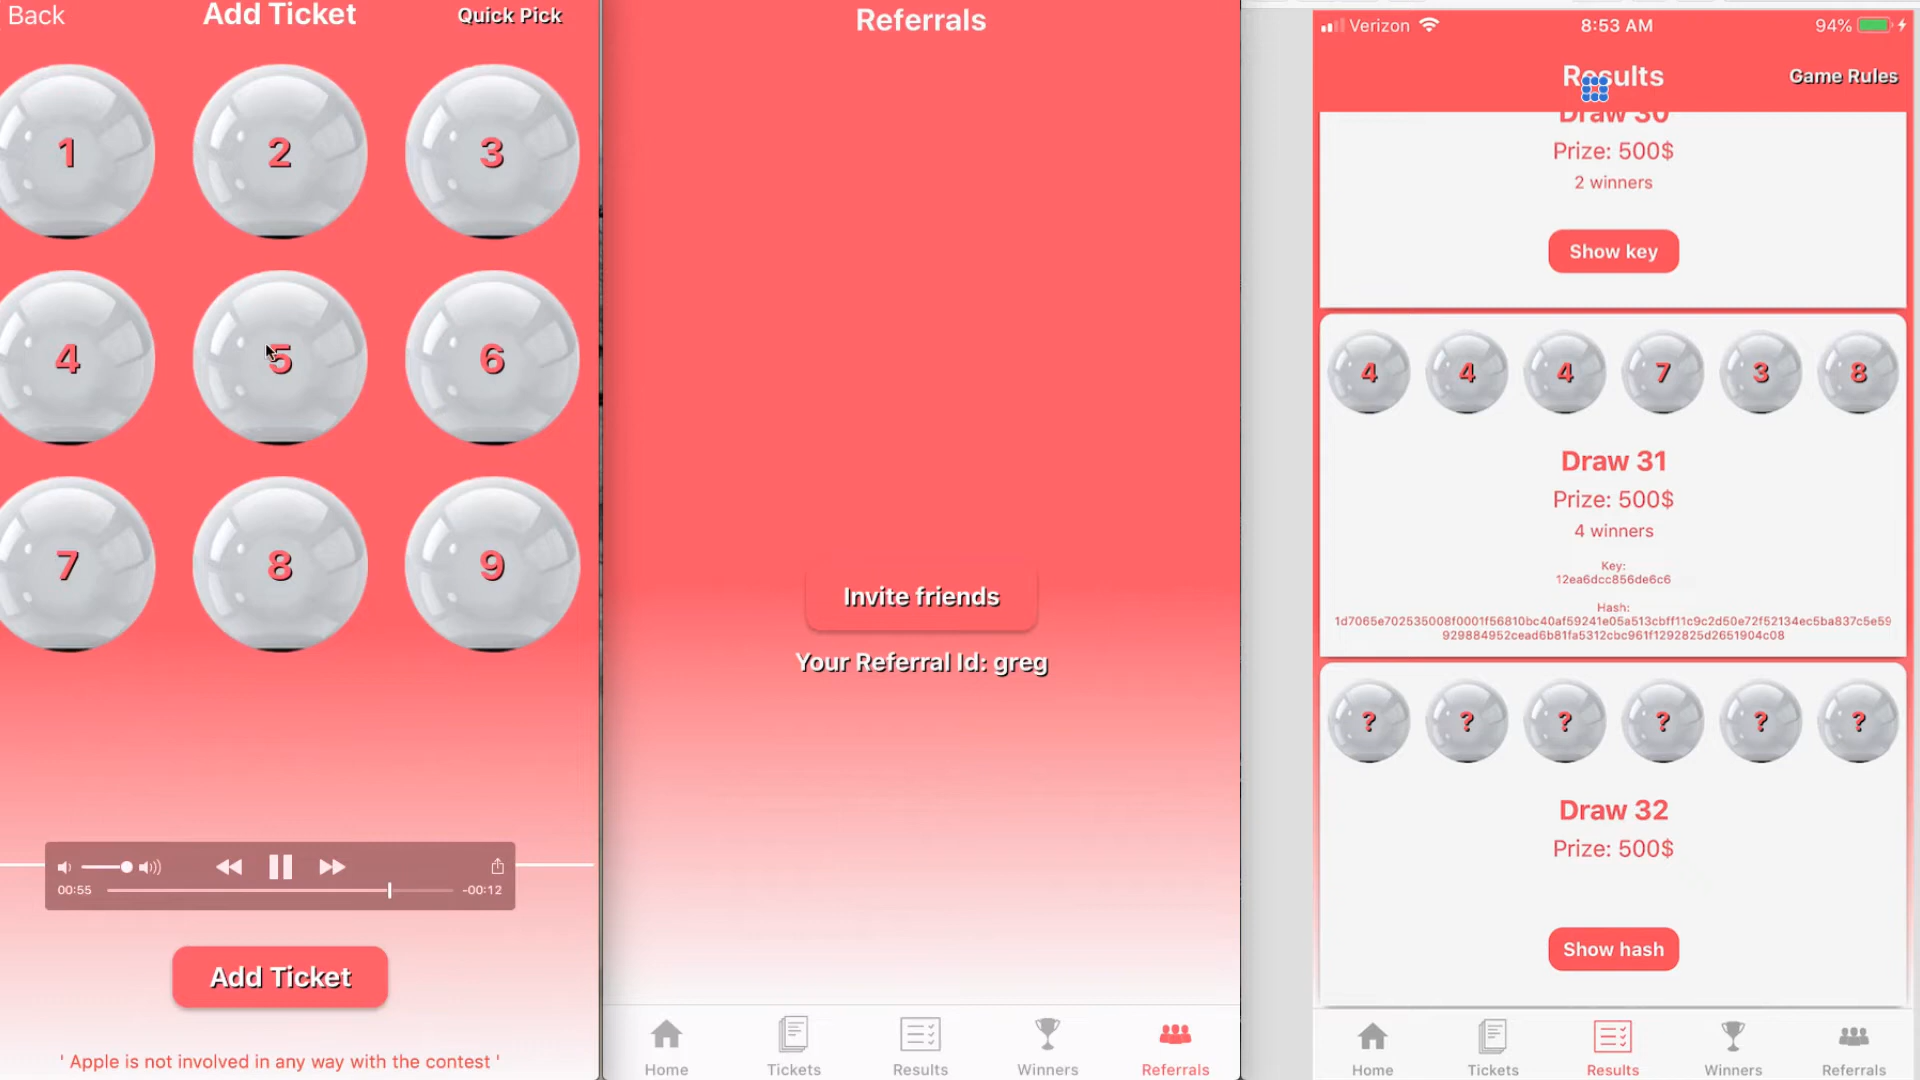 Back
Add Ticket
Quick Pick
1 2 3
4 5 6
7 8 9
00:55
-00:12
Add Ticket
' Apple is not involved in any way with the contest '
Referrals
Invite friends
Your Referral Id: greg
Home Tickets Results Winners Referrals
Verizon 8:53 AM 94%
Results
Game Rules
Draw 30
Prize: 500$
2 winners
Show key
4 4 4 7 3 8
Draw 31
Prize: 500$
4 winners
Key:
12ea6dcc856de6c6
Hash:
1d7065e702535008f0001f56810bc40af59241e05a513cbff11c9c2d50e72f52134ec5ba837c5e59
929884952cead6b81fa5312cbc961f1292825d2651904c08
? ? ? ? ? ?
Draw 32
Prize: 500$
Show hash
Home Tickets Results Winners Referrals